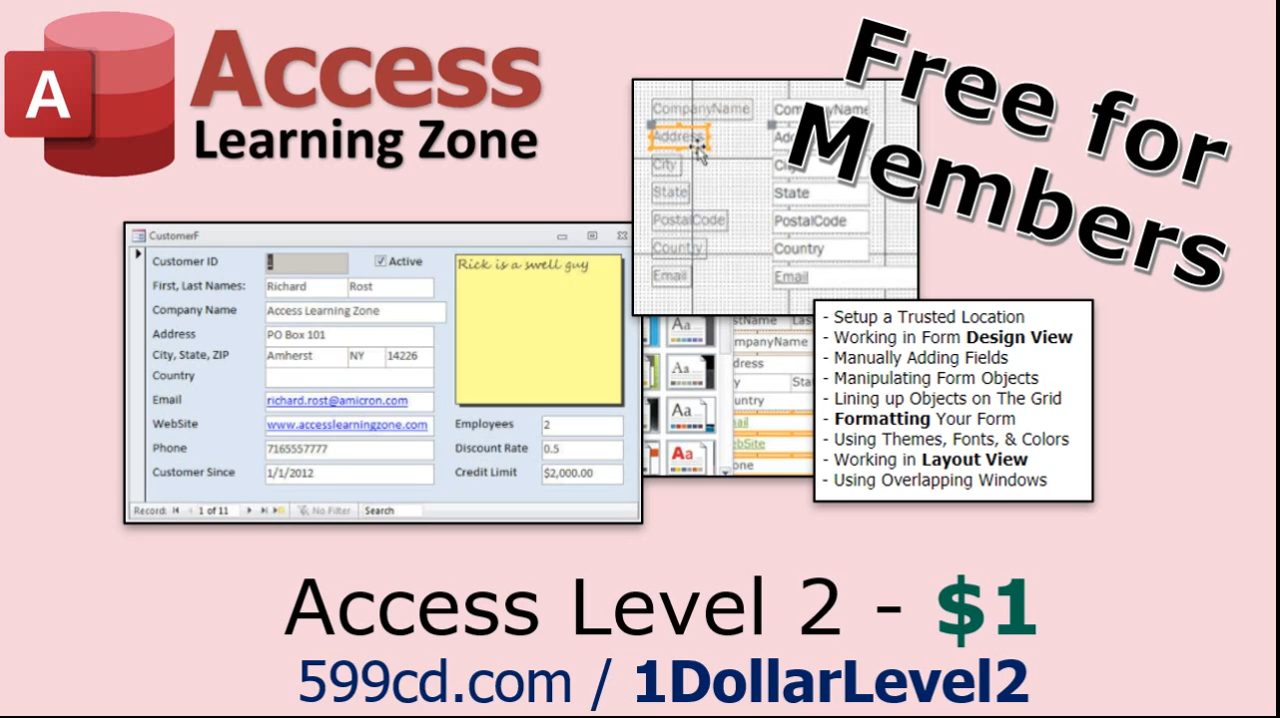 A
Access
Learning Zone
Free for
Members
CompanyName CompanyName
Address
City
State State
PostalCode PostalCode
Country Country
Email Email
CustomerF
Customer ID Active
First, Last Names: Richard Rost
Company Name Access Learning Zone
Address PO Box 101
City, State, ZIP Amherst NY 14226
Country
Email richard.rost@amicron.com
WebSite www.accesslearningzone.com
Phone 7165557777
Customer Since 1/1/2012
Rick is a swell guy
Employees 2
Discount Rate 0.5
Credit Limit $2,000.00
Record: 1 of 11 No Filter Search
Aa
Aa
Aa
Aa
- Setup a Trusted Location
- Working in Form Design View
- Manually Adding Fields
- Manipulating Form Objects
- Lining up Objects on The Grid
- Formatting Your Form
- Using Themes, Fonts, & Colors
- Working in Layout View
- Using Overlapping Windows
Access Level 2 - $1
599cd.com / 1DollarLevel2